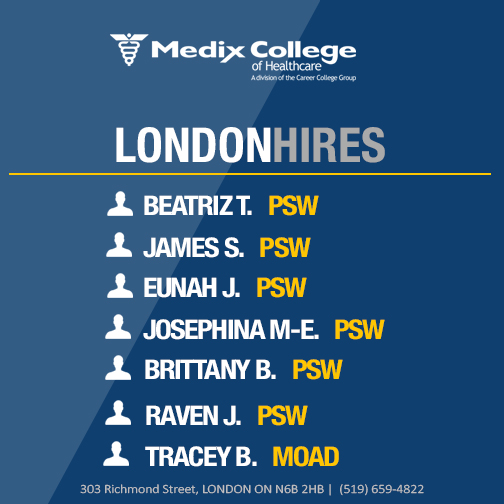 Medix College
of Healthcare
A division of the Career College Group
LONDONHIRES
BEATRIZ T. PSW
JAMES S. PSW
EUNAH J. PSW
JOSEPHINA M-E. PSW
BRITTANY B. PSW
RAVEN J. PSW
TRACEY B. MOAD
303 Richmond Street, LONDON ON N6B 2HB | (519) 659-4822